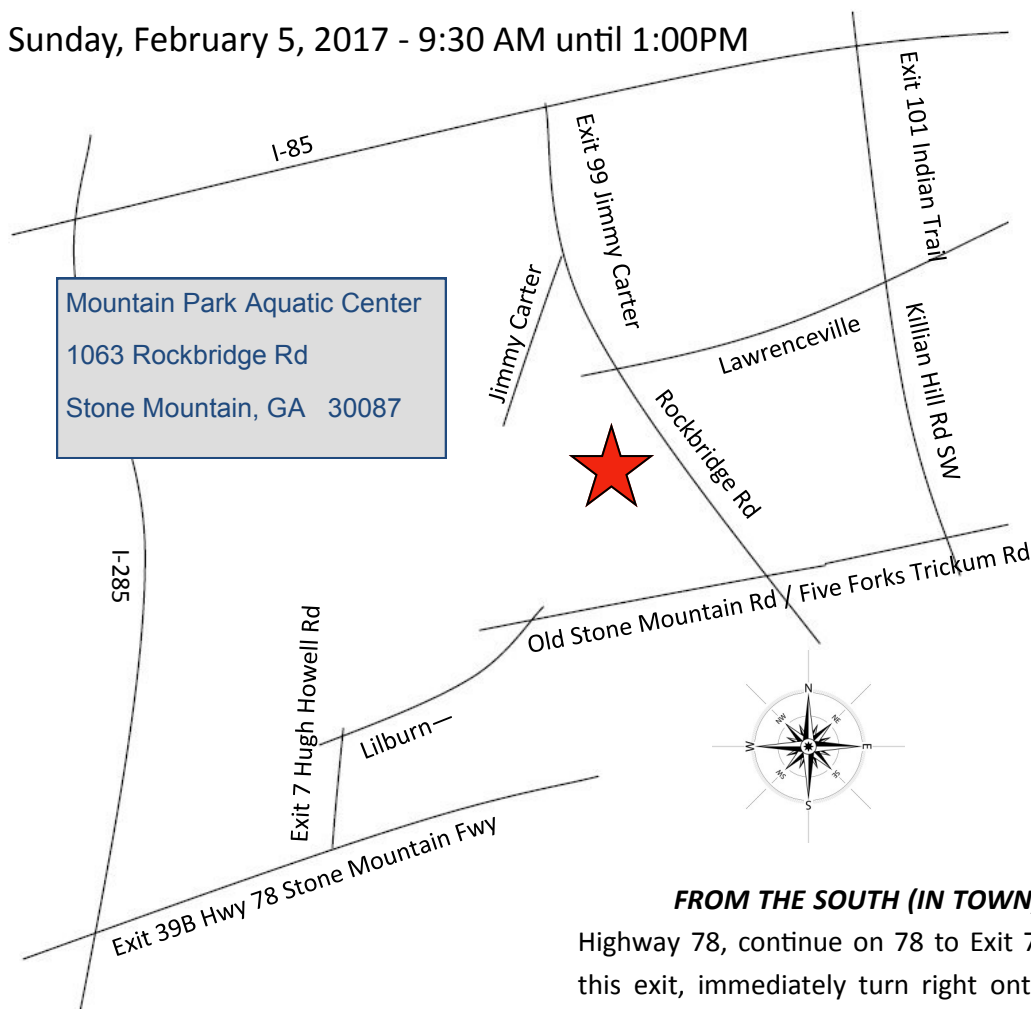 Sunday, February 5, 2017 - 9:30 AM until 1:00PM
I-85
Exit 99 Jimmy Carter
Exit 101 Indian Trail
Mountain Park Aquatic Center
1063 Rockbridge Rd
Stone Mountain, GA 30087
Jimmy Carter
Lawrenceville
Killian Hill Rd SW
Rockbridge Rd
I-285
Old Stone Mountain Rd / Five Forks Trickum Rd
Exit 7 Hugh Howell Rd
Lilburn—
N
NW
NE
W
E
SW
SE
S
Exit 39B Hwy 78 Stone Mountain Fwy
FROM THE SOUTH (IN TOWN
Highway 78, continue on 78 to Exit 7
this exit, immediately turn right ont